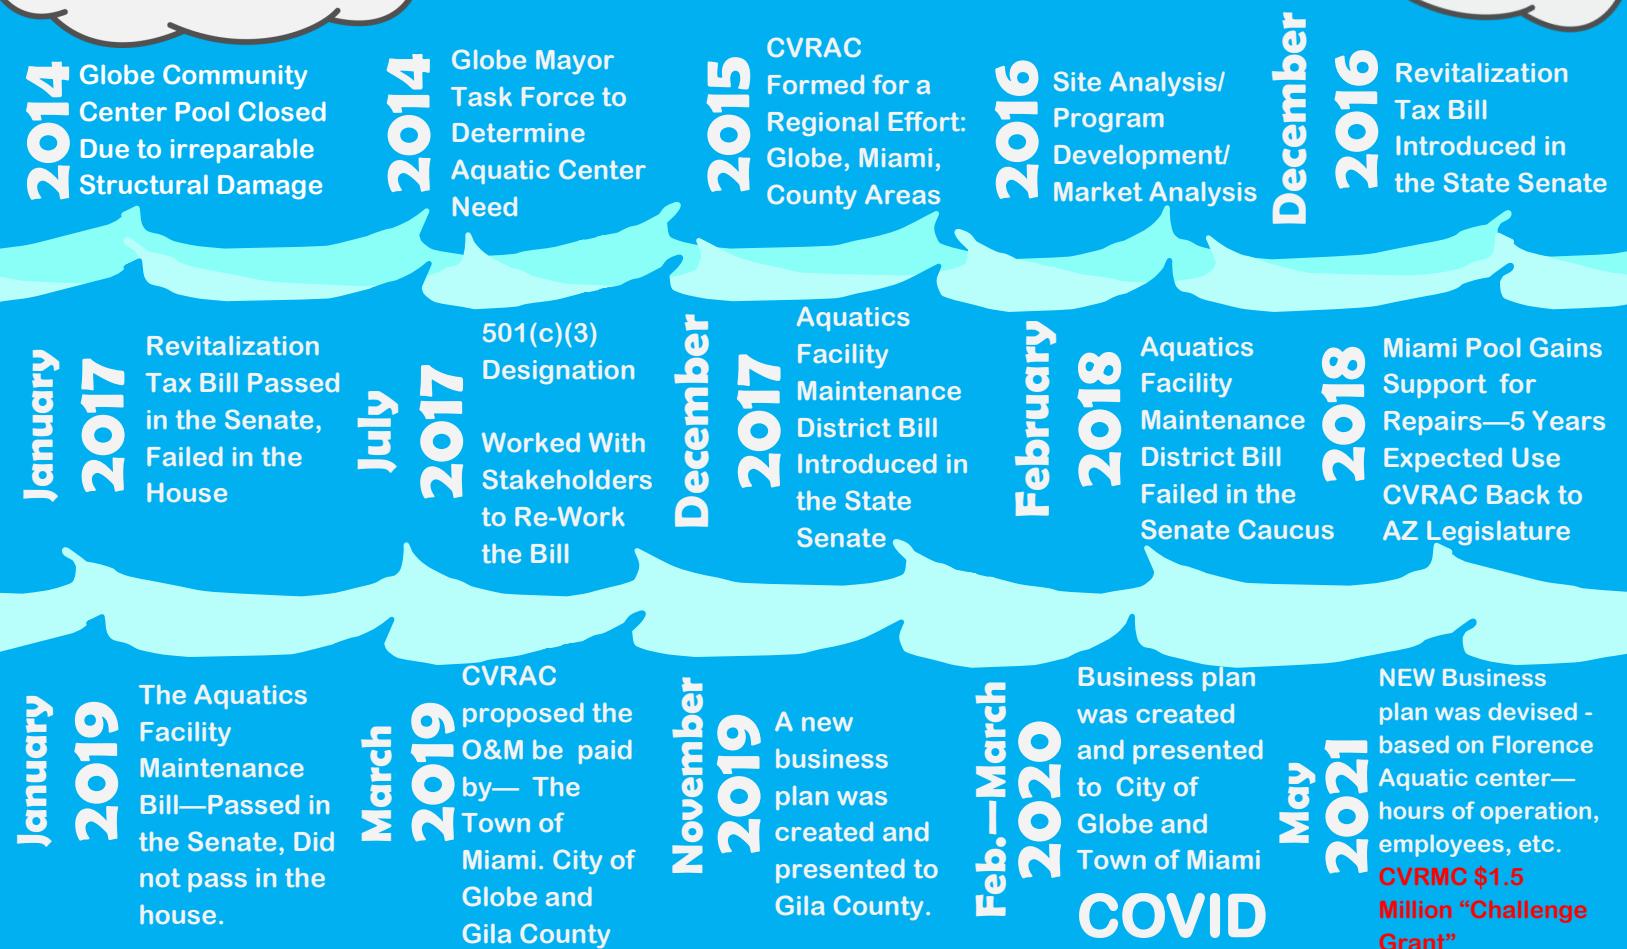 2014
Globe Community
Center Pool Closed
Due to irreparable
Structural Damage
2014
Globe Mayor
Task Force to
Determine
Aquatic Center
Need
2015
CVRAC
Formed for a
Regional Effort:
Globe, Miami,
County Areas
2016
Site Analysis/
Program
Development/
Market Analysis
December
2016
Revitalization
Tax Bill
Introduced in
the State Senate
January
2017
Revitalization
Tax Bill Passed
in the Senate,
Failed in the
House
July
2017
501(c)(3)
Designation
Worked With
Stakeholders
to Re-Work
the Bill
December
2017
Aquatics
Facility
Maintenance
District Bill
Introduced in
the State
Senate
February
2018
Aquatics
Facility
Maintenance
District Bill
Failed in the
Senate Caucus
2018
Miami Pool Gains
Support for
Repairs—5 Years
Expected Use
CVRAC Back to
AZ Legislature
January
2019
The Aquatics
Facility
Maintenance
Bill—Passed in
the Senate, Did
not pass in the
house.
March
2019
CVRAC
proposed the
O&M be paid
by— The
Town of
Miami. City of
Globe and
Gila County
November
2019
A new
business
plan was
created and
presented to
Gila County.
Feb.—March
2020
Business plan
was created
and presented
to City of
Globe and
Town of Miami
COVID
May
2021
NEW Business
plan was devised -
based on Florence
Aquatic center—
hours of operation,
employees, etc.
CVRMC $1.5
Million “Challenge
Grant”